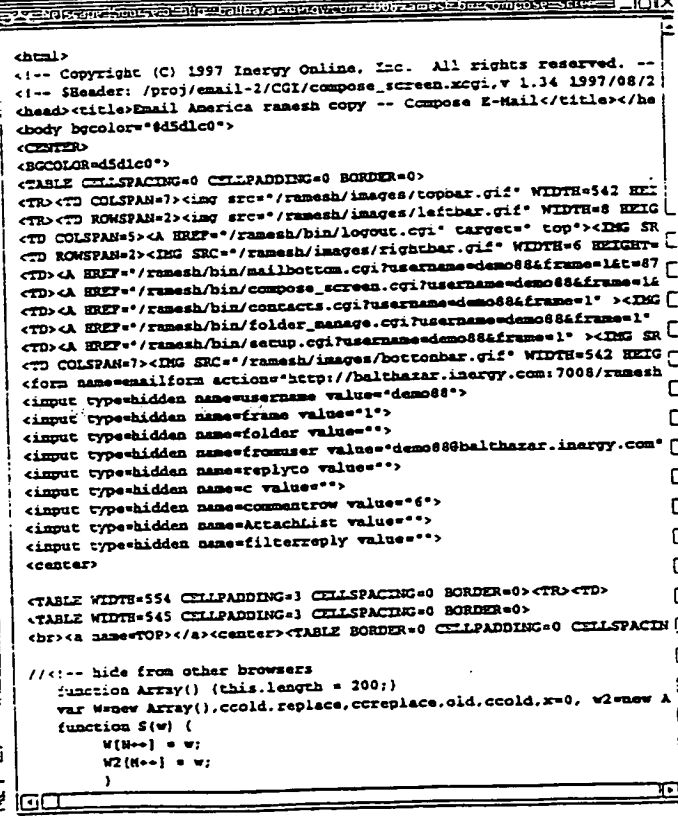 <html>
<!-- Copyright (C) 1997 Inergy Online, Inc. All rights reserved. --
<!-- $Header: /proj/email-2/CGI/compose_screen.xcgi,v 1.34 1997/08/2
<head><title>Email America ramesh copy -- Compose E-Mail</title></he
<body bgcolor="#d5d1c0">
<CENTER>
<BGCOLOR=d5d1c0">
<TABLE CELLSPACING=0 CELLPADDING=0 BORDER=0>
<TR><TD COLSPAN=7><img src="/ramesh/images/topbar.gif" WIDTH=542 HEI
<TR><TD ROWSPAN=2><img src="/ramesh/images/leftbar.gif" WIDTH=8 HEIG
<TD COLSPAN=5><A HREF="/ramesh/bin/logout.cgi" target="_top"><IMG SR
<TD ROWSPAN=2><IMG SRC="/ramesh/images/rightbar.gif" WIDTH=6 HEIGHT=
<TD><A HREF="/ramesh/bin/mailbottom.cgi?username=demo88&frame=1&t=87
<TD><A HREF="/ramesh/bin/compose_screen.cgi?username=demo88&frame=1&
<TD><A HREF="/ramesh/bin/contacts.cgi?username=demo88&frame=1" ><IMG
<TD><A HREF="/ramesh/bin/folder_manage.cgi?username=demo88&frame=1"
<TD><A HREF="/ramesh/bin/setup.cgi?username=demo88&frame=1" ><IMG SR
<TD COLSPAN=7><IMG SRC="/ramesh/images/bottonbar.gif" WIDTH=542 HEIG
<form name=emailform action="http://balthazar.inergy.com:7008/ramesh
<input type=hidden name=username value="demo88">
<input type=hidden name=frame value="1">
<input type=hidden name=folder value="">
<input type=hidden name=fromuser value="demo88@balthazar.inergy.com"
<input type=hidden name=replyto value="">
<input type=hidden name=c value="">
<input type=hidden name=commentrow value="6">
<input type=hidden name=AttachList value="">
<input type=hidden name=filterreply value="">
<center>
<TABLE WIDTH=554 CELLPADDING=3 CELLSPACING=0 BORDER=0><TR><TD>
<TABLE WIDTH=545 CELLPADDING=3 CELLSPACING=0 BORDER=0>
<br><a name=TOP></a><center><TABLE BORDER=0 CELLPADDING=0 CELLSPACIN
//<!-- hide from other browsers
function Array() {this.length = 200;}
var W=new Array(),ccold,replace,ccreplace,old,ccold,x=0, w2=new A
function S(w) {
W[N++] = w;
W2[M++] = w;
}